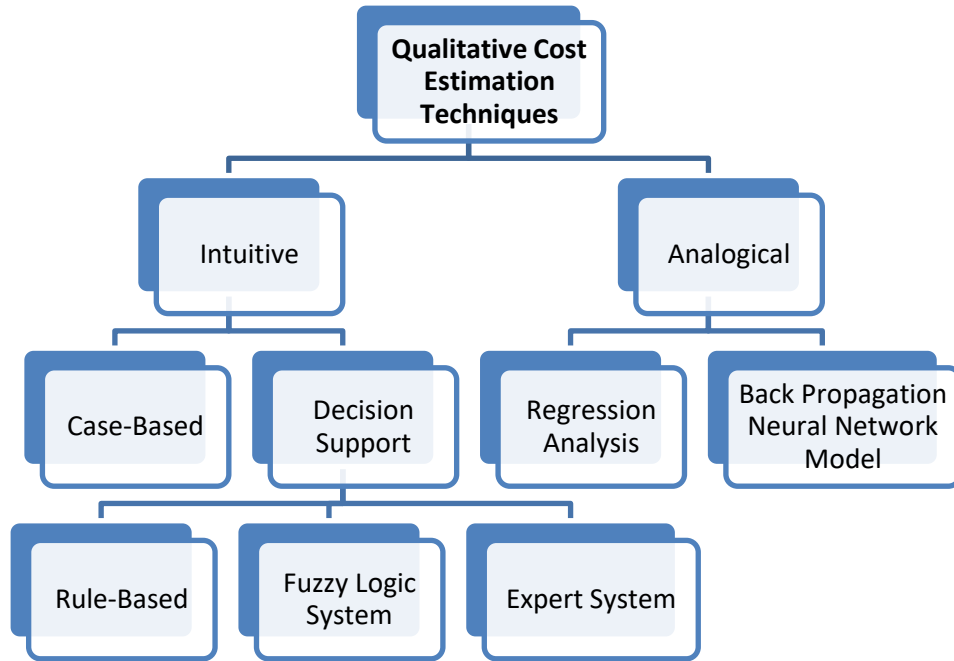 Qualitative Cost
Estimation
Techniques
Intuitive
Analogical
Case-Based
Decision
Support
Regression
Analysis
Back Propagation
Neural Network
Model
Rule-Based
Fuzzy Logic
System
Expert System